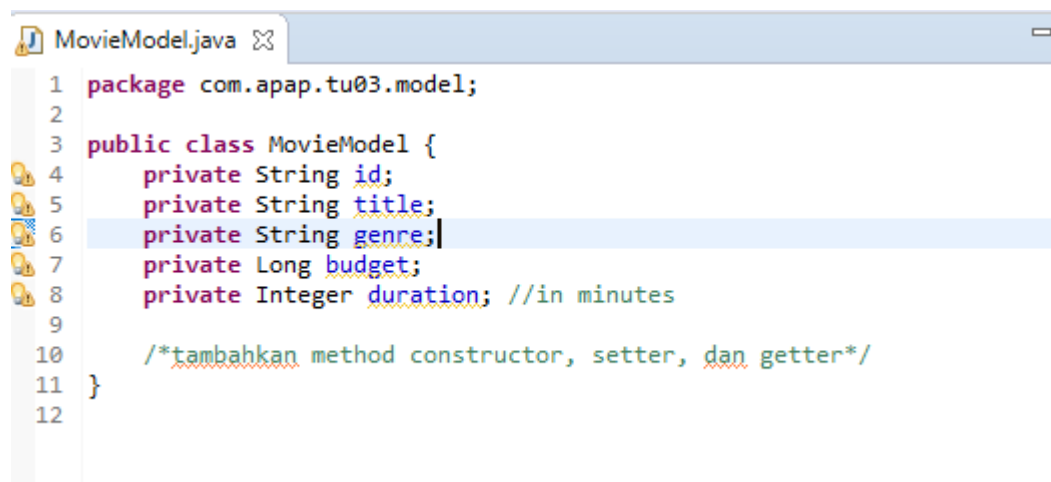 MovieModel.java
1 package com.apap.tu03.model;
2
3 public class MovieModel {
4 private String id;
5 private String title;
6 private String genre;
7 private Long budget;
8 private Integer duration; //in minutes
9
10 /*tambahkan method constructor, setter, dan getter*/
11 }
12